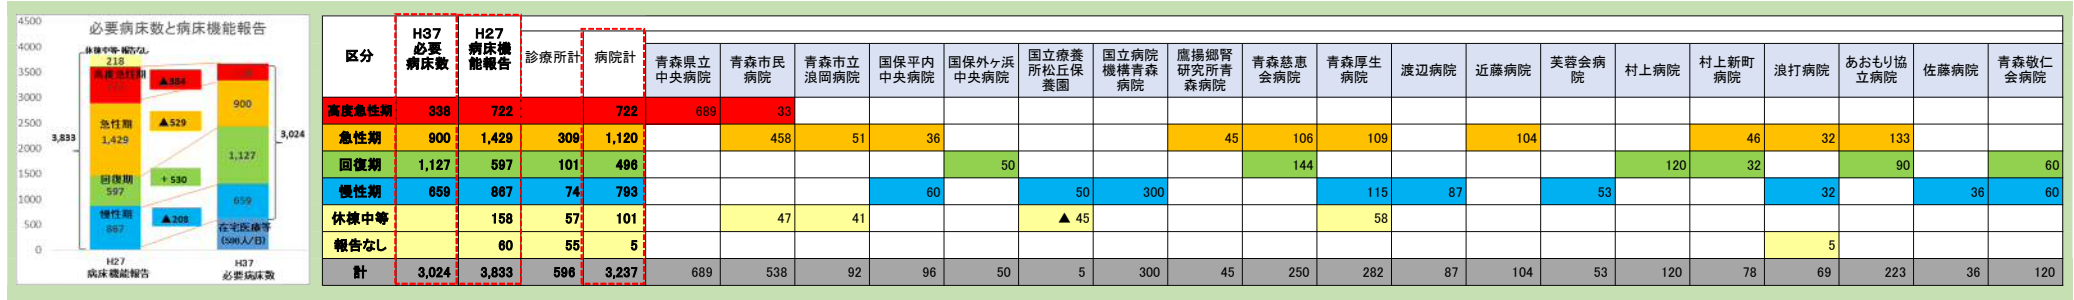 必要病床数と病床機能報告
4500
4000
3500
3000
2500
2000
1500
1000
500
0
休棟中等・報告なし
218
高度急性期
▲384
急性期
1,429
▲529
3,833
回復期
597
+530
慢性期
867
▲208
900
1,127
659
3,024
在宅医療等
H27
病床機能報告
H37
必要病床数
区分 H37必要病床数 H27病床機能報告 診療所計 病院計 青森県立中央病院 青森市民病院 青森市立浪岡病院 国保平内中央病院 国保外ヶ浜中央病院 国立療養所松丘保養園 国立病院機構青森病院 鷹揚郷腎研究所青森病院 青森慈恵会病院 青森厚生病院 渡辺病院 近藤病院 芙蓉会病院 村上病院 村上新町病院 浪打病院 あおもり協立病院 佐藤病院 青森敬仁会病院
高度急性期 338 722 722 689 33
急性期 900 1,429 309 1,120 458 51 36 45 106 109 104 46 32 133
回復期 1,127 597 101 496 50 144 120 32 90 60
慢性期 659 867 74 793 60 50 300 115 87 53 32 36 60
休棟中等 158 57 101 47 41 ▲ 45 58
報告なし 60 55 5 5
計 3,024 3,833 596 3,237 689 538 92 96 50 5 300 45 250 282 87 104 53 120 78 69 223 36 120